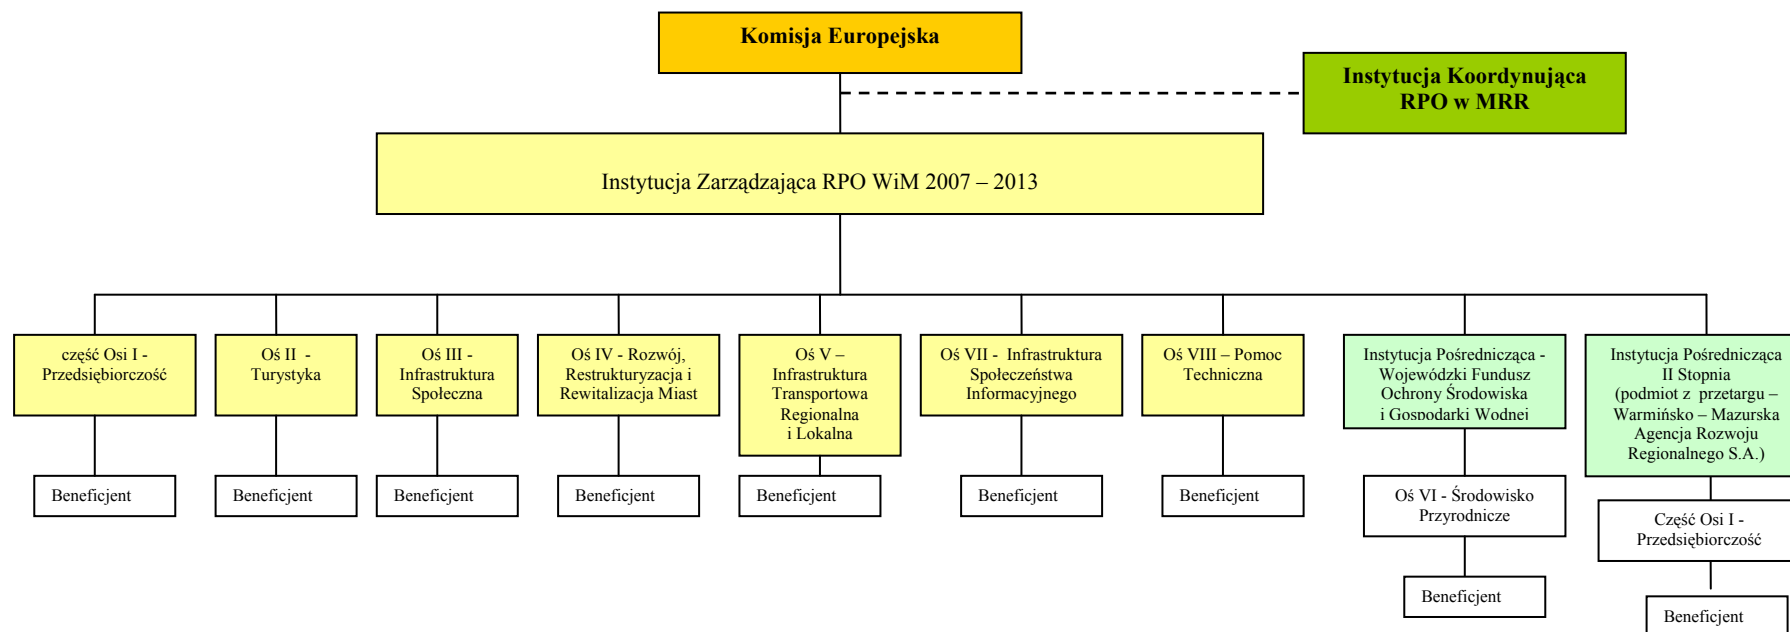 Komisja Europejska
Instytucja Koordynująca
RPO w MRR
Instytucja Zarządzająca RPO WiM 2007 – 2013
część Osi I -
Przedsiębiorczość
Oś II -
Turystyka
Oś III -
Infrastruktura
Społeczna
Oś IV - Rozwój,
Restrukturyzacja i
Rewitalizacja Miast
Oś V –
Infrastruktura
Transportowa
Regionalna
i Lokalna
Oś VII - Infrastruktura
Społeczeństwa
Informacyjnego
Oś VIII – Pomoc
Techniczna
Instytucja Pośrednicząca -
Wojewódzki Fundusz
Ochrony Środowiska
i Gospodarki Wodnej
Instytucja Pośrednicząca
II Stopnia
(podmiot z przetargu –
Warmińsko – Mazurska
Agencja Rozwoju
Regionalnego S.A.)
Beneficjent
Beneficjent
Beneficjent
Beneficjent
Beneficjent
Beneficjent
Beneficjent
Oś VI - Środowisko
Przyrodnicze
Część Osi I -
Przedsiębiorczość
Beneficjent
Beneficjent